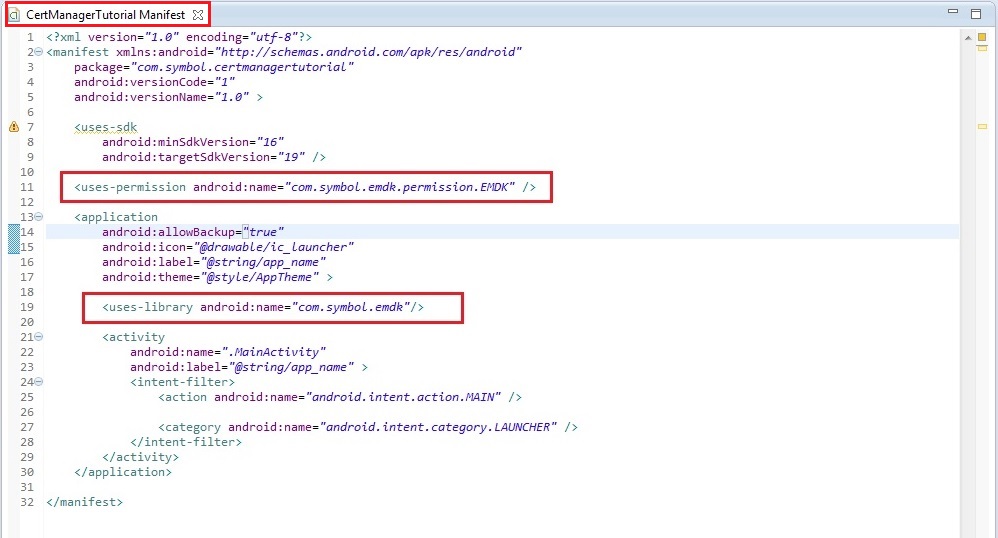 CertManagerTutorial Manifest
1 <?xml version="1.0" encoding="utf-8"?>
2 <manifest xmlns:android="http://schemas.android.com/apk/res/android"
3     package="com.symbol.certmanagertutorial"
4     android:versionCode="1"
5     android:versionName="1.0" >
6
7     <uses-sdk
8         android:minSdkVersion="16"
9         android:targetSdkVersion="19" />
10
11     <uses-permission android:name="com.symbol.emdk.permission.EMDK" />
12
13     <application
14         android:allowBackup="true"
15         android:icon="@drawable/ic_launcher"
16         android:label="@string/app_name"
17         android:theme="@style/AppTheme" >
18
19         <uses-library android:name="com.symbol.emdk"/>
20
21         <activity
22             android:name=".MainActivity"
23             android:label="@string/app_name" >
24             <intent-filter>
25                 <action android:name="android.intent.action.MAIN" />
26
27                 <category android:name="android.intent.category.LAUNCHER" />
28             </intent-filter>
29         </activity>
30     </application>
31
32 </manifest>